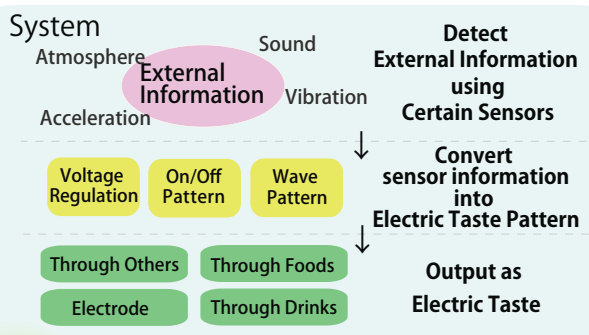 System
Atmosphere
Sound
External
Information
Vibration
Acceleration
Detect
External Information
using
Certain Sensors
Voltage
Regulation
On/Off
Pattern
Wave
Pattern
Convert
sensor information
into
Electric Taste Pattern
Through Others
Through Foods
Electrode
Through Drinks
Output as
Electric Taste